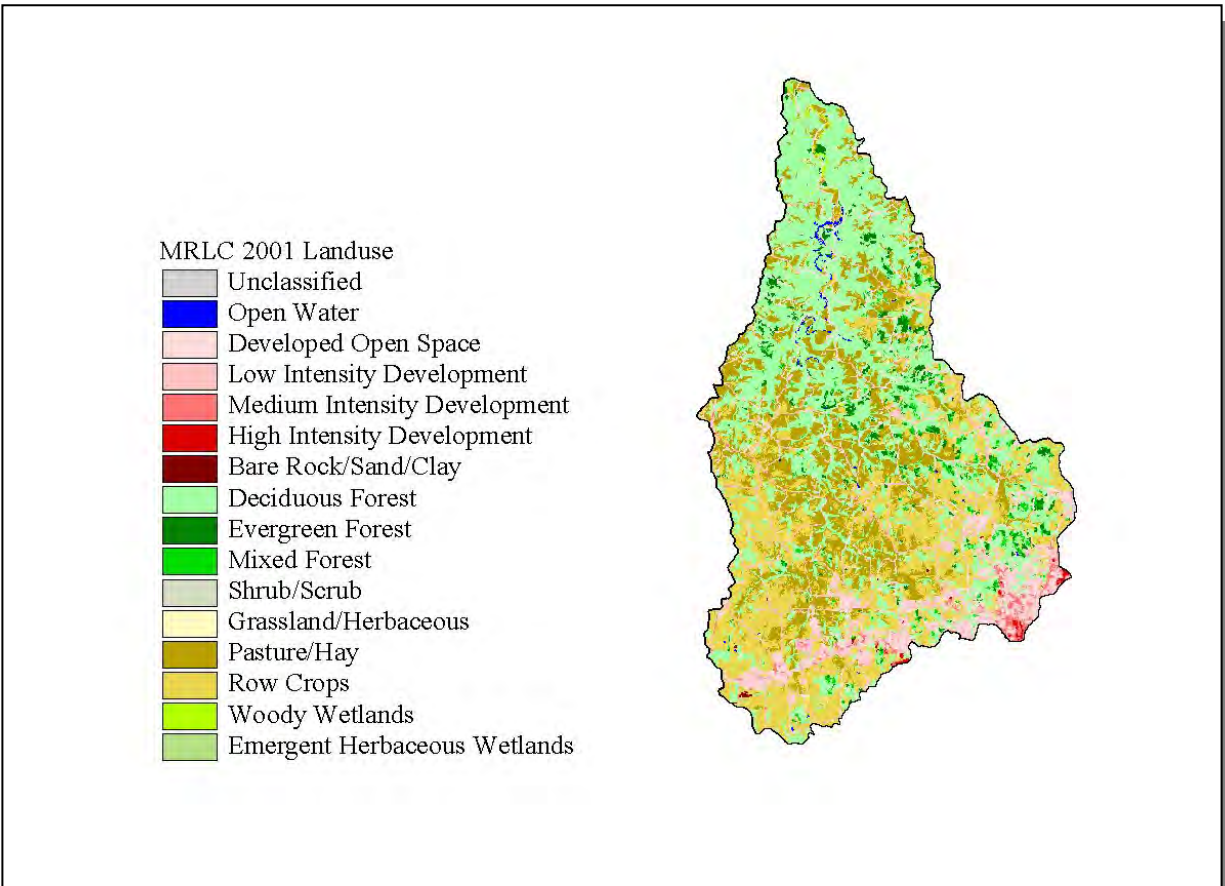 MRLC 2001 Landuse
Unclassified
Open Water
Developed Open Space
Low Intensity Development
Medium Intensity Development
High Intensity Development
Bare Rock/Sand/Clay
Deciduous Forest
Evergreen Forest
Mixed Forest
Shrub/Scrub
Grassland/Herbaceous
Pasture/Hay
Row Crops
Woody Wetlands
Emergent Herbaceous Wetlands